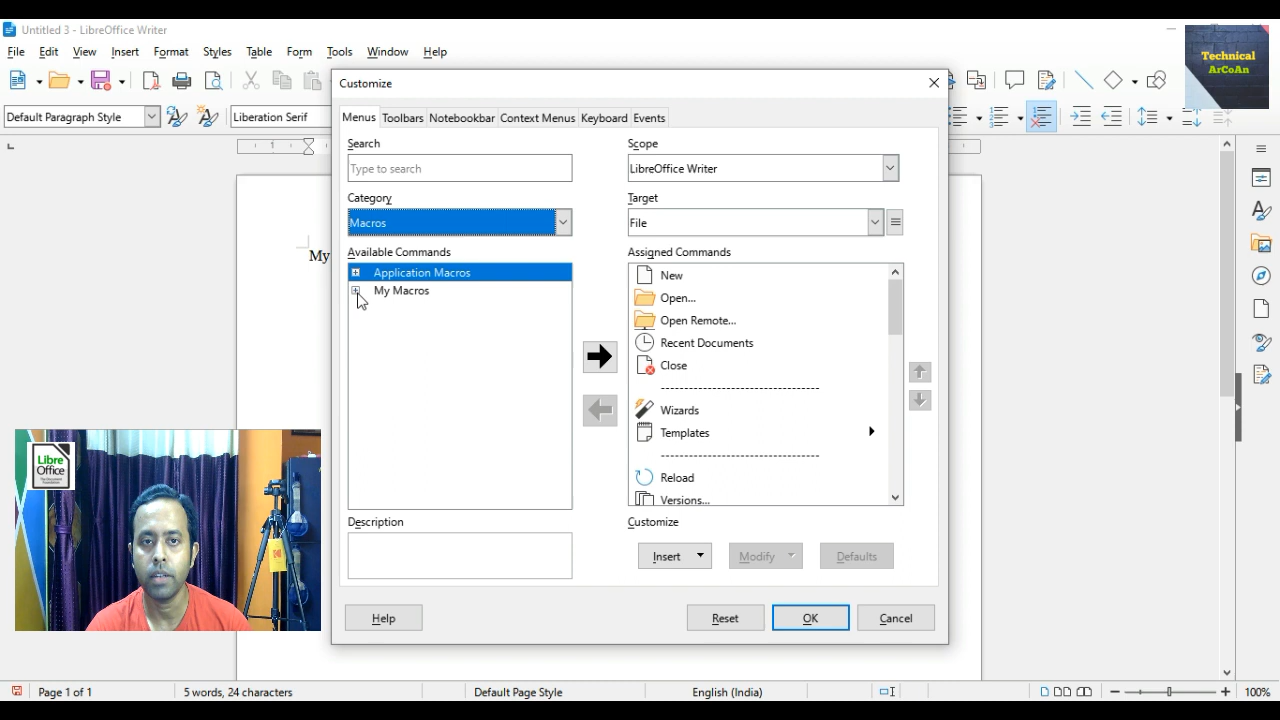 Untitled 3 - LibreOffice Writer
File Edit View Insert Format Styles Table Form Tools Window Help
Technical
ArCoAn
Default Paragraph Style
Liberation Serif
Customize
Menus Toolbars Notebookbar Context Menus Keyboard Events
Search
Scope
Type to search
LibreOffice Writer
Category
Target
Macros
File
Available Commands
Assigned Commands
Application Macros
My Macros
My
New
Open...
Open Remote...
Recent Documents
Close
Wizards
Templates
Reload
Versions...
Description
Customize
Insert
Modify
Defaults
Help
Reset
OK
Cancel
Libre
Office
Page 1 of 1
5 words, 24 characters
Default Page Style
English (India)
100%